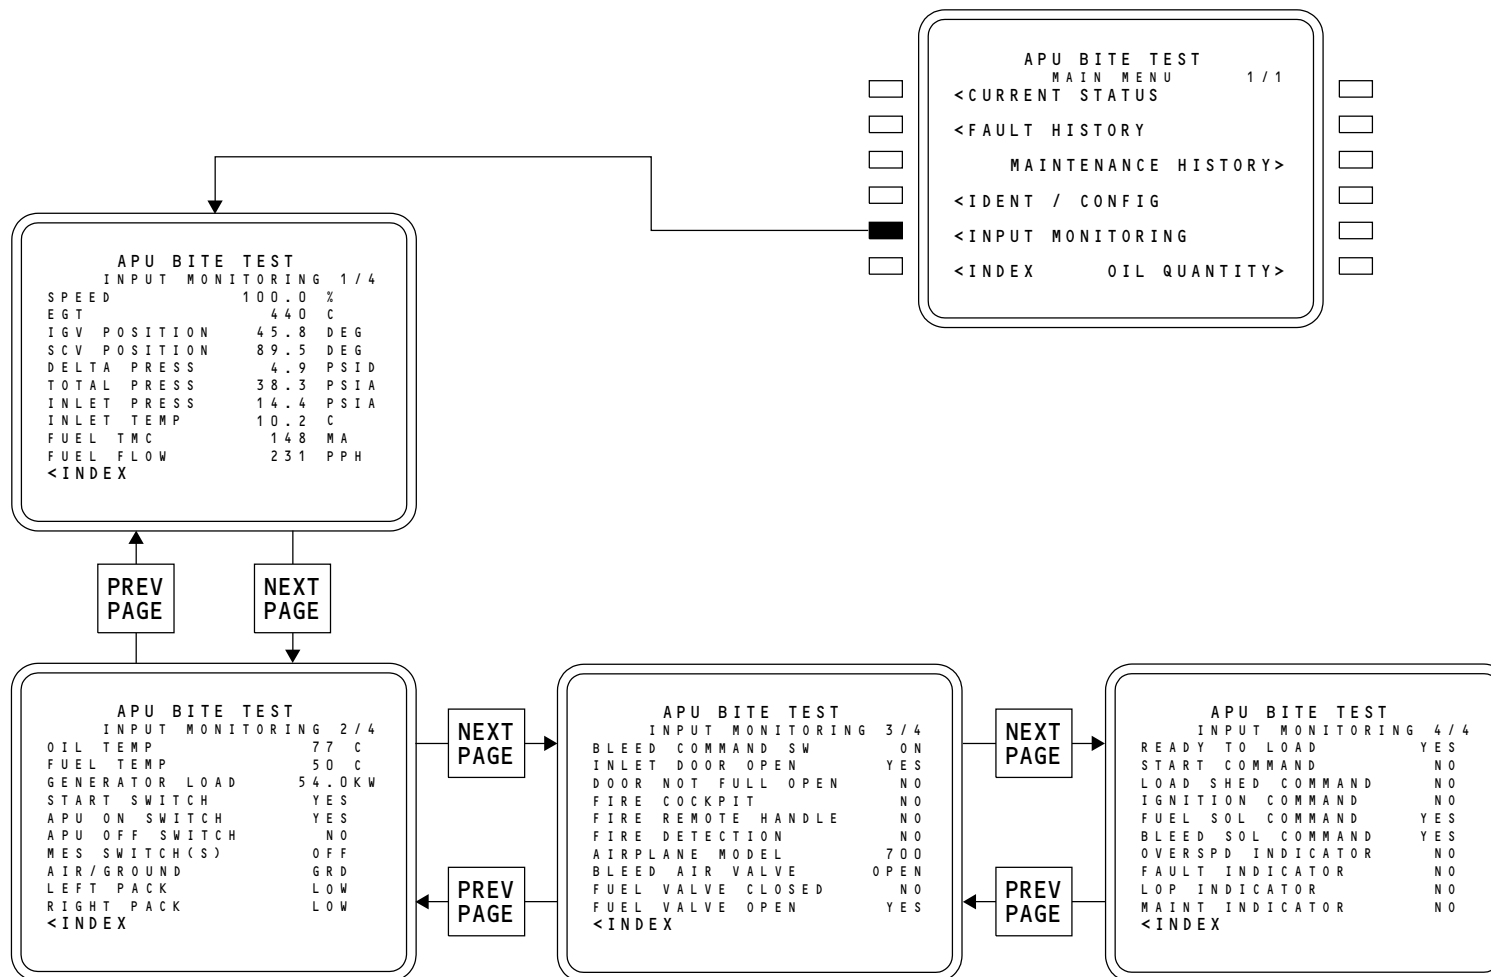 APU BITE TEST
MAIN MENU 1/1
<CURRENT STATUS
<FAULT HISTORY
MAINTENANCE HISTORY>
<IDENT / CONFIG
<INPUT MONITORING
<INDEX OIL QUANTITY>
APU BITE TEST
INPUT MONITORING 1/4
SPEED 100.0 %
EGT 440 C
IGV POSITION 45.8 DEG
SCV POSITION 89.5 DEG
DELTA PRESS 4.9 PSID
TOTAL PRESS 38.3 PSIA
INLET PRESS 14.4 PSIA
INLET TEMP 10.2 C
FUEL TMC 148 MA
FUEL FLOW 231 PPH
<INDEX
PREV
PAGE
NEXT
PAGE
APU BITE TEST
INPUT MONITORING 2/4
OIL TEMP 77 C
FUEL TEMP 50 C
GENERATOR LOAD 54.0KW
START SWITCH YES
APU ON SWITCH YES
APU OFF SWITCH NO
MES SWITCH(S) OFF
AIR/GROUND GRD
LEFT PACK LOW
RIGHT PACK LOW
<INDEX
NEXT
PAGE
PREV
PAGE
APU BITE TEST
INPUT MONITORING 3/4
BLEED COMMAND SW ON
INLET DOOR OPEN YES
DOOR NOT FULL OPEN NO
FIRE COCKPIT NO
FIRE REMOTE HANDLE NO
FIRE DETECTION NO
AIRPLANE MODEL 700
BLEED AIR VALVE OPEN
FUEL VALVE CLOSED NO
FUEL VALVE OPEN YES
<INDEX
NEXT
PAGE
PREV
PAGE
APU BITE TEST
INPUT MONITORING 4/4
READY TO LOAD YES
START COMMAND NO
LOAD SHED COMMAND NO
IGNITION COMMAND NO
FUEL SOL COMMAND YES
BLEED SOL COMMAND YES
OVERSPD INDICATOR NO
FAULT INDICATOR NO
LOP INDICATOR NO
MAINT INDICATOR NO
<INDEX